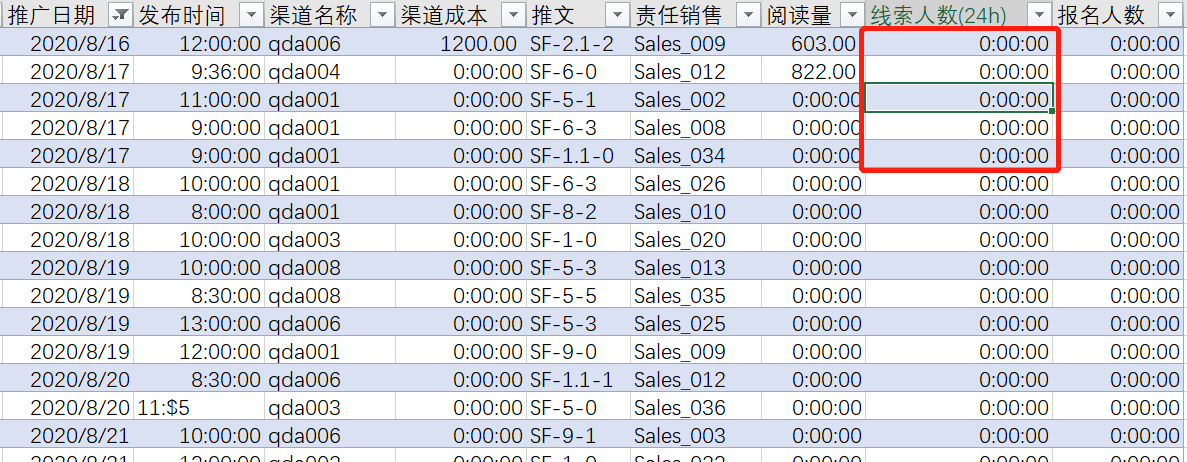 推广日期 发布时间 渠道名称 渠道成本 推文 责任销售 阅读量 线索人数(24h) 报名人数
2020/8/16 12:00:00 qda006 1200.00 SF-2.1-2 Sales_009 603.00 0:00:00 0:00:00
2020/8/17 9:36:00 qda004 0:00:00 SF-6-0 Sales_012 822.00 0:00:00 0:00:00
2020/8/17 11:00:00 qda001 0:00:00 SF-5-1 Sales_002 0:00:00 0:00:00 0:00:00
2020/8/17 9:00:00 qda001 0:00:00 SF-6-3 Sales_008 0:00:00 0:00:00 0:00:00
2020/8/17 9:00:00 qda001 0:00:00 SF-1.1-0 Sales_034 0:00:00 0:00:00 0:00:00
2020/8/18 10:00:00 qda001 0:00:00 SF-6-3 Sales_026 0:00:00 0:00:00 0:00:00
2020/8/18 8:00:00 qda001 0:00:00 SF-8-2 Sales_010 0:00:00 0:00:00 0:00:00
2020/8/18 10:00:00 qda003 0:00:00 SF-1-0 Sales_020 0:00:00 0:00:00 0:00:00
2020/8/19 10:00:00 qda008 0:00:00 SF-5-3 Sales_013 0:00:00 0:00:00 0:00:00
2020/8/19 8:30:00 qda008 0:00:00 SF-5-5 Sales_035 0:00:00 0:00:00 0:00:00
2020/8/19 13:00:00 qda006 0:00:00 SF-5-3 Sales_025 0:00:00 0:00:00 0:00:00
2020/8/19 12:00:00 qda001 0:00:00 SF-9-0 Sales_009 0:00:00 0:00:00 0:00:00
2020/8/20 8:30:00 qda006 0:00:00 SF-1.1-1 Sales_012 0:00:00 0:00:00 0:00:00
2020/8/20 11:$5 qda003 0:00:00 SF-5-0 Sales_036 0:00:00 0:00:00 0:00:00
2020/8/21 10:00:00 qda006 0:00:00 SF-9-1 Sales_003 0:00:00 0:00:00 0:00:00